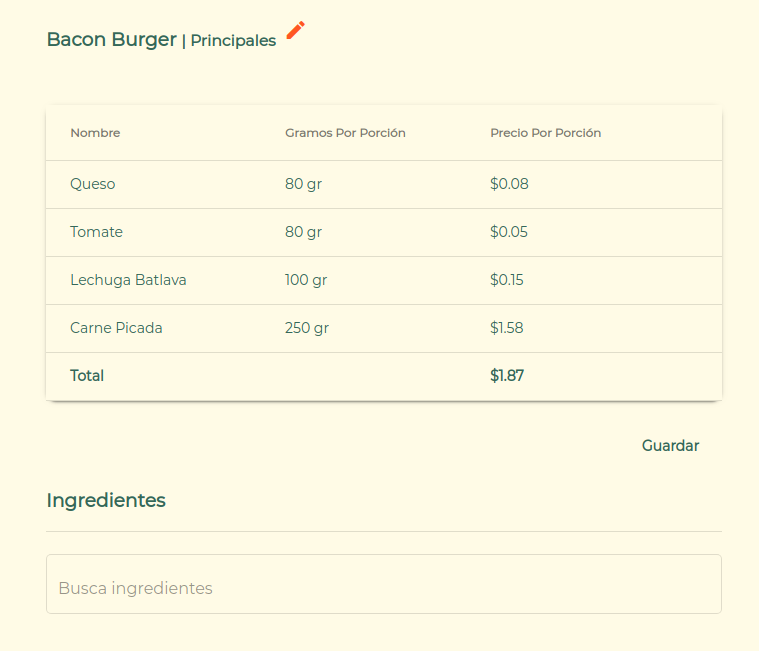 Bacon Burger | Principales
Nombre Gramos Por Porción Precio Por Porción
Queso 80 gr $0.08
Tomate 80 gr $0.05
Lechuga Batlava 100 gr $0.15
Carne Picada 250 gr $1.58
Total $1.87
Guardar
Ingredientes
Busca ingredientes